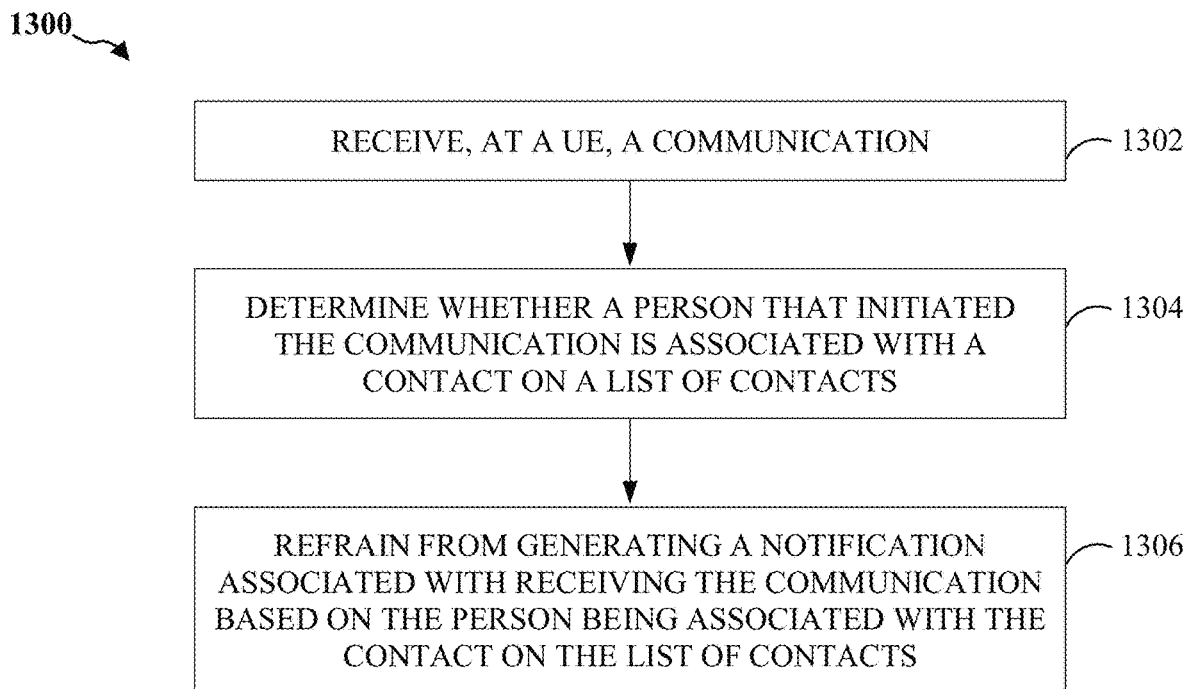 1300
RECEIVE, AT A UE, A COMMUNICATION
1302
DETERMINE WHETHER A PERSON THAT INITIATED
THE COMMUNICATION IS ASSOCIATED WITH A
CONTACT ON A LIST OF CONTACTS
1304
REFRAIN FROM GENERATING A NOTIFICATION
ASSOCIATED WITH RECEIVING THE COMMUNICATION
BASED ON THE PERSON BEING ASSOCIATED WITH THE
CONTACT ON THE LIST OF CONTACTS
1306